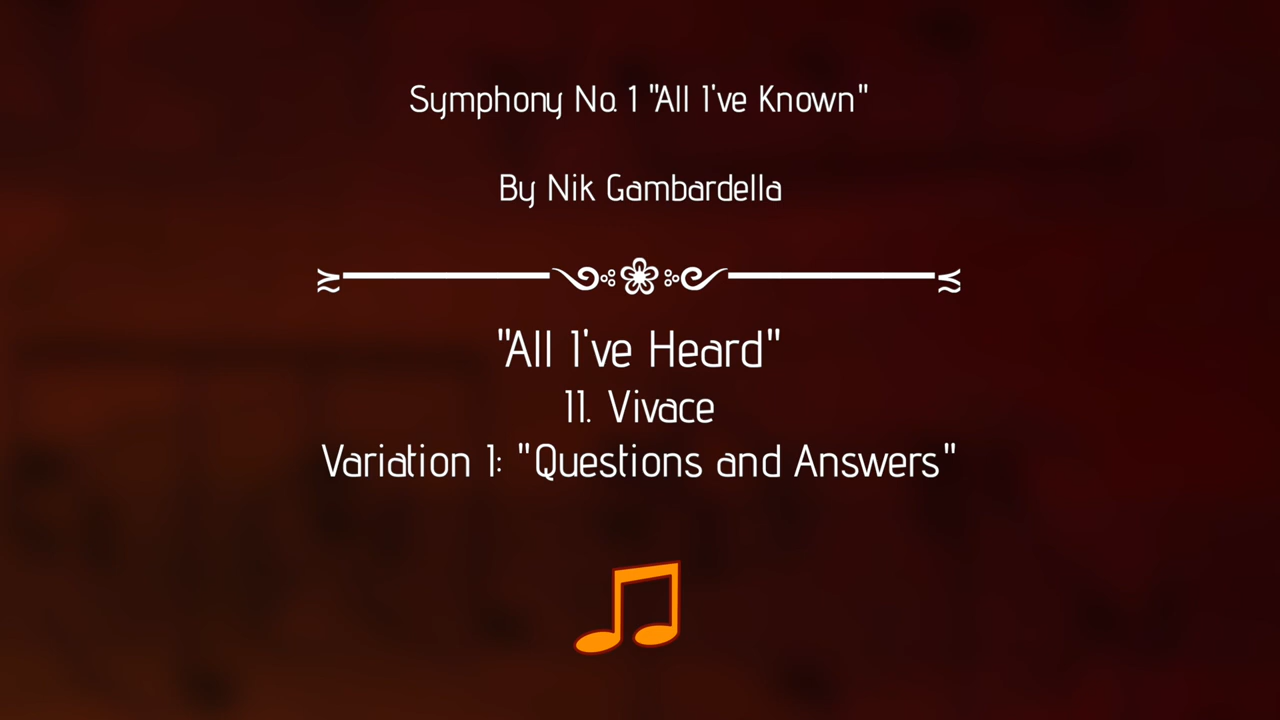 Symphony No. 1 "All I've Known"
By Nik Gambardella
"All I've Heard"
II. Vivace
Variation 1: "Questions and Answers"